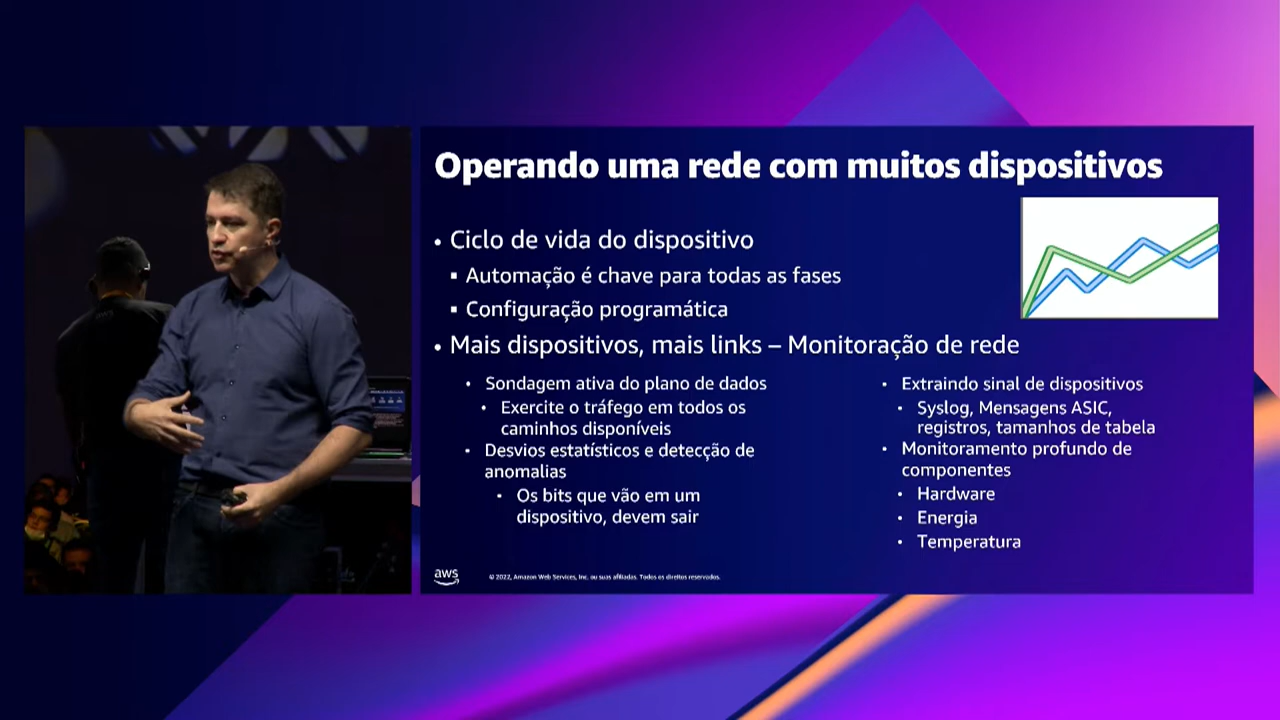 Operando uma rede com muitos dispositivos
• Ciclo de vida do dispositivo
▪ Automação é chave para todas as fases
▪ Configuração programática
• Mais dispositivos, mais links – Monitoração de rede
• Sondagem ativa do plano de dados
• Exercite o tráfego em todos os
caminhos disponíveis
• Desvios estatísticos e detecção de
anomalias
• Os bits que vão em um
dispositivo, devem sair
• Extraindo sinal de dispositivos
• Syslog, Mensagens ASIC,
registros, tamanhos de tabela
• Monitoramento profundo de
componentes
• Hardware
• Energia
• Temperatura
aws
© 2022, Amazon Web Services, Inc. ou suas afiliadas. Todos os direitos reservados.